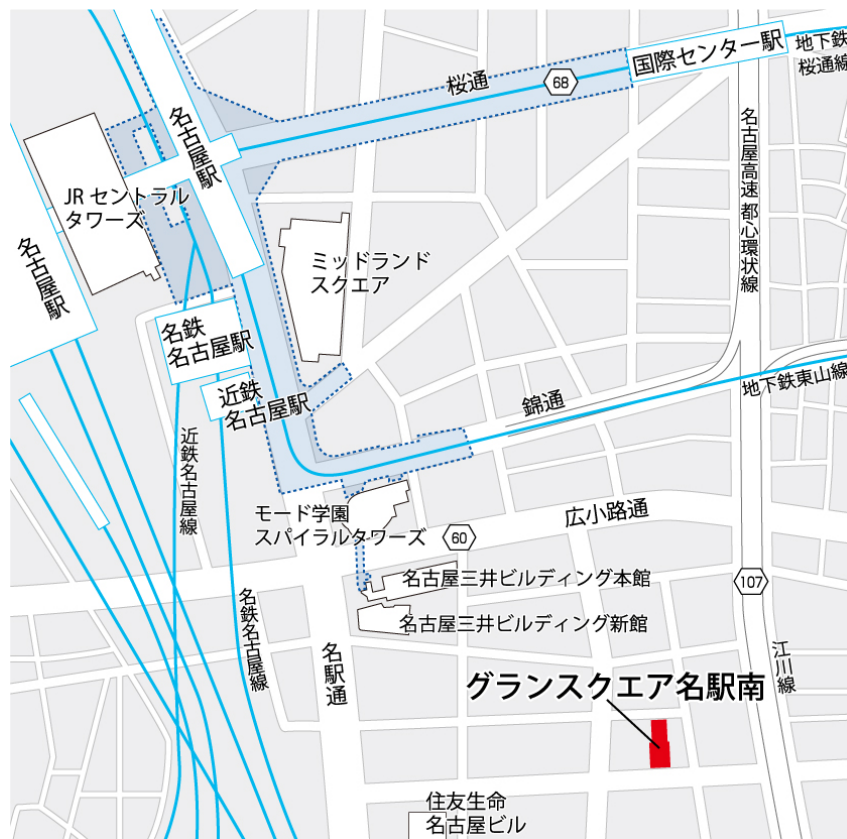 国際センター駅
地下鉄
桜通線
桜通
68
名古屋駅
名古屋高速都心環状線
JRセントラル
タワーズ
名古屋駅
ミッドランド
スクエア
名鉄
名古屋駅
近鉄
名古屋駅
地下鉄東山線
錦通
近鉄名古屋線
モード学園
スパイラルタワーズ
広小路通
60
名古屋三井ビルディング本館
107
名古屋三井ビルディング新館
名鉄名古屋線
名駅通
江川線
グランスクエア名駅南
住友生命
名古屋ビル